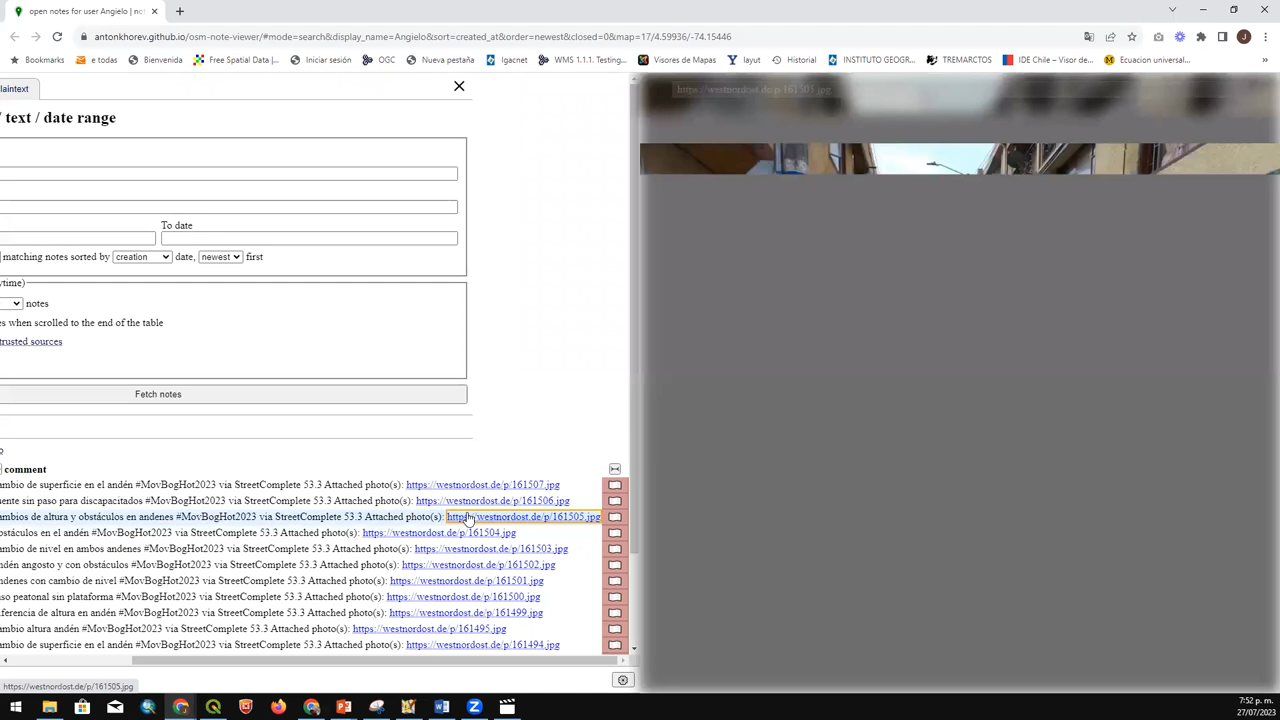 open notes for user Angielo | not
antonkhorev.github.io/osm-note-viewer/#mode=search&display_name=Angielo&sort=created_at&order=newest&closed=0&map=17/4.59936/-74.15446
Bookmarks e todas Bienvenida Free Spatial Data |... Iniciar sesión OGC Nueva pestaña Igacnet WMS 1.1.1. Testing... Visores de Mapas layut Historial INSTITUTO GEOGR... TREMARCTOS IDE Chile – Visor de... Ecuacion universal... »
laintext
/ text / date range
To date
matching notes sorted by creation date, newest first
ytime)
notes
es when scrolled to the end of the table
trusted sources
Fetch notes
comment
ambio de superficie en el andén #MovBogHot2023 via StreetComplete 53.3 Attached photo(s): https://westnordost.de/p/161507.jpg
uente sin paso para discapacitados #MovBogHot2023 via StreetComplete 53.3 Attached photo(s): https://westnordost.de/p/161506.jpg
ambios de altura y obstáculos en andenes #MovBogHot2023 via StreetComplete 53.3 Attached photo(s): https://westnordost.de/p/161505.jpg
bstáculos en el andén #MovBogHot2023 via StreetComplete 53.3 Attached photo(s): https://westnordost.de/p/161504.jpg
ambio de nivel en ambos andenes #MovBogHot2023 via StreetComplete 53.3 Attached photo(s): https://westnordost.de/p/161503.jpg
ndén angosto y con obstáculos #MovBogHot2023 via StreetComplete 53.3 Attached photo(s): https://westnordost.de/p/161502.jpg
ndenes con cambio de nivel #MovBogHot2023 via StreetComplete 53.3 Attached photo(s): https://westnordost.de/p/161501.jpg
aso peatonal sin plataforma #MovBogHot2023 via StreetComplete 53.3 Attached photo(s): https://westnordost.de/p/161500.jpg
iferencia de altura en andén #MovBogHot2023 via StreetComplete 53.3 Attached photo(s): https://westnordost.de/p/161499.jpg
ambio altura andén #MovBogHot2023 via StreetComplete 53.3 Attached photo(s): https://westnordost.de/p/161495.jpg
ambio de superficie en el andén #MovBogHot2023 via StreetComplete 53.3 Attached photo(s): https://westnordost.de/p/161494.jpg
https://westnordost.de/p/161505.jpg
https://westnordost.de/p/161505.jpg
7:52 p. m.
27/07/2023